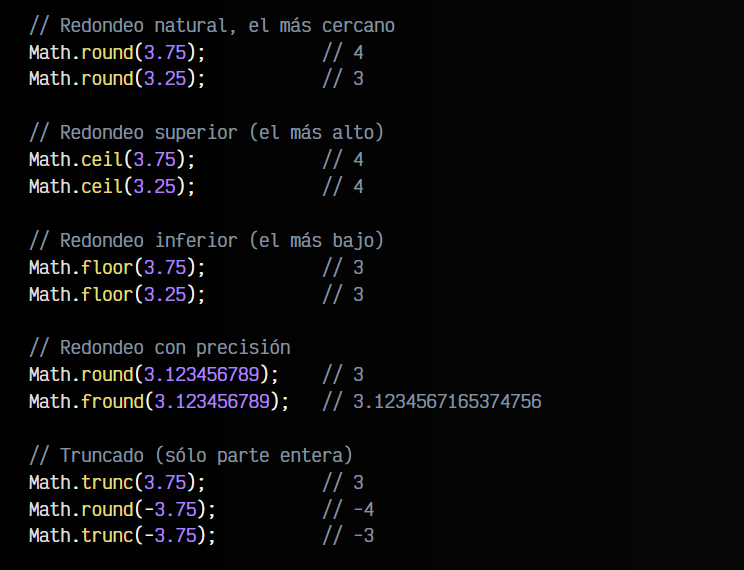 // Redondeo natural, el más cercano
Math.round(3.75);           // 4
Math.round(3.25);           // 3

// Redondeo superior (el más alto)
Math.ceil(3.75);            // 4
Math.ceil(3.25);            // 4

// Redondeo inferior (el más bajo)
Math.floor(3.75);           // 3
Math.floor(3.25);           // 3

// Redondeo con precisión
Math.round(3.123456789);    // 3
Math.fround(3.123456789);   // 3.1234567165374756

// Truncado (sólo parte entera)
Math.trunc(3.75);           // 3
Math.round(-3.75);          // -4
Math.trunc(-3.75);          // -3